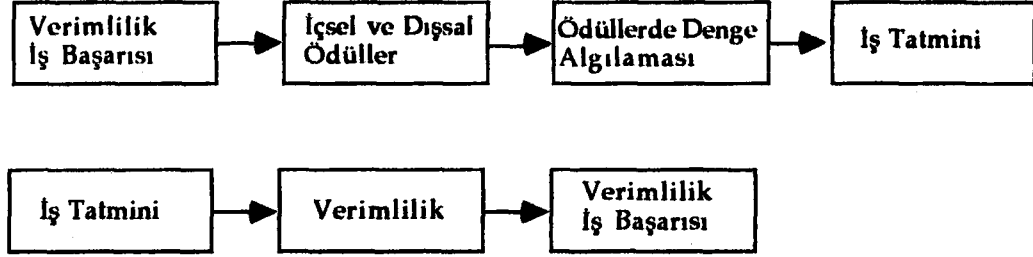 Verimlilik
İş Başarısı
İçsel ve Dışsal
Ödüller
Ödüllerde Denge
Algılaması
İş Tatmini
İş Tatmini
Verimlilik
Verimlilik
İş Başarısı